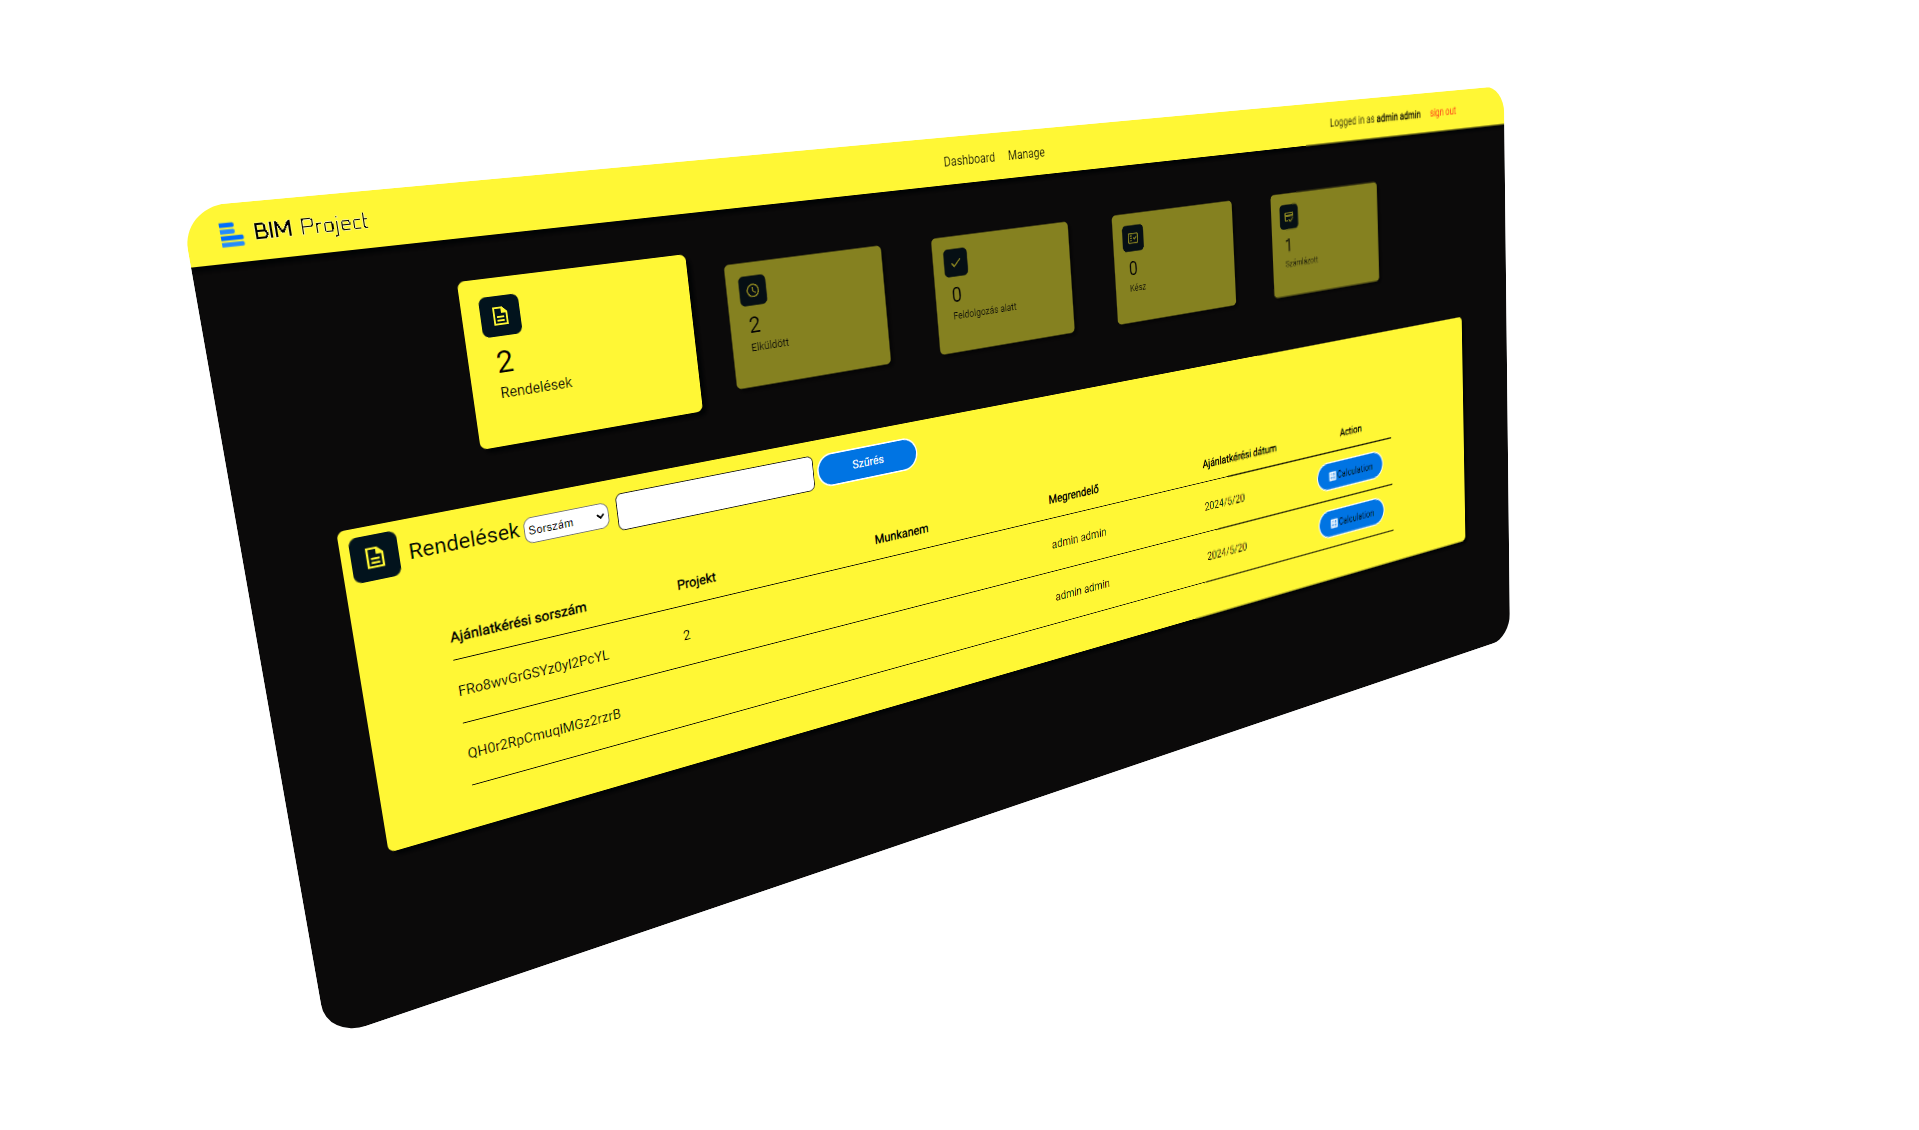 BIM Project
Dashboard Manage
Logged in as admin admin sign out
2
Rendelések
2
Elküldött
0
Feldolgozás alatt
0
Kész
1
Számlázott
Rendelések Sorszám Szűrés
Ajánlatkérési sorszám Projekt Munkanem Megrendelő Ajánlatkérési dátum Action
FRo8wvGrGSYz0yI2PcYL 2 admin admin 2024/5/20 Calculation
QH0r2RpCmuqIMGz2rzrB admin admin 2024/5/20 Calculation